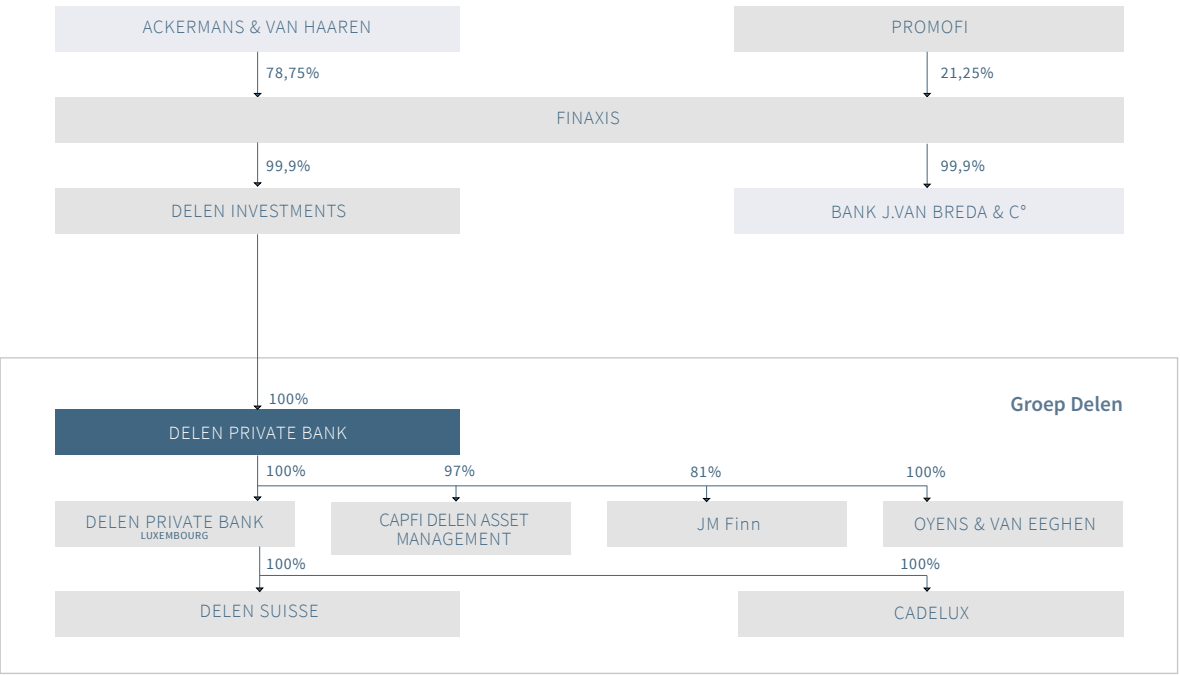 ACKERMANS & VAN HAAREN
PROMOFI
78,75%
21,25%
FINAXIS
99,9%
99,9%
DELEN INVESTMENTS
BANK J.VAN BREDA & C°
100%
Groep Delen
DELEN PRIVATE BANK
100%
97%
81%
100%
DELEN PRIVATE BANK
LUXEMBOURG
CAPFI DELEN ASSET
MANAGEMENT
JM Finn
OYENS & VAN EEGHEN
100%
100%
DELEN SUISSE
CADELUX